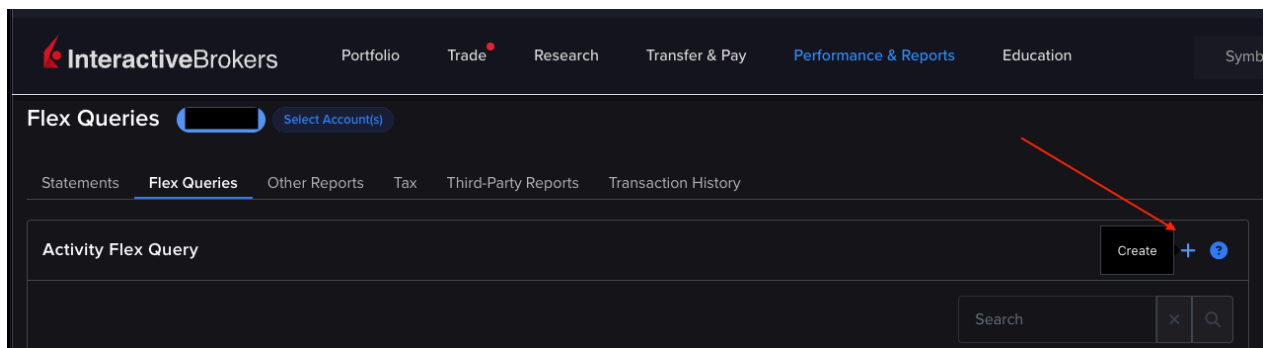 InteractiveBrokers Portfolio Trade Research Transfer & Pay Performance & Reports Education Symb
Flex Queries Select Account(s)
Statements Flex Queries Other Reports Tax Third-Party Reports Transaction History
Activity Flex Query Create + ?
Search